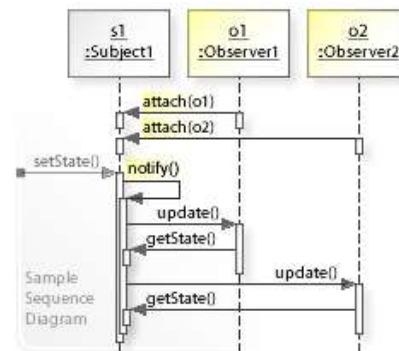 s1
:Subject1
o1
:Observer1
o2
:Observer2
attach(o1)
attach(o2)
setState()
notify()
update()
getState()
update()
getState()
Sample
Sequence
Diagram